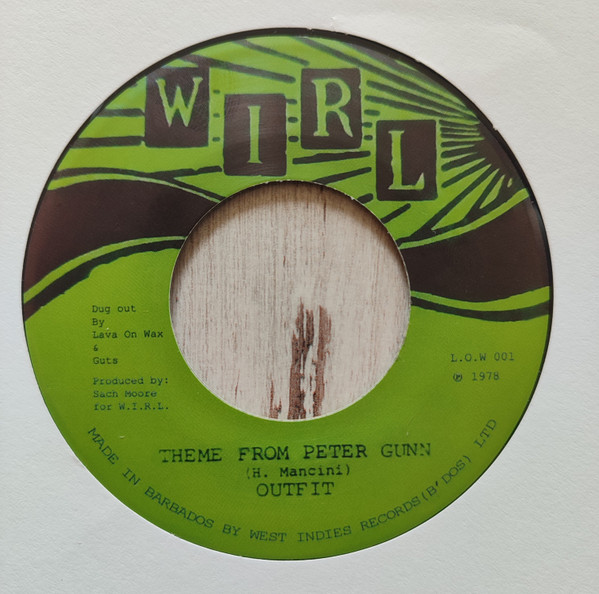 WIRL
Dug out
By
Lava On Wax
&
Guts
Produced by:
Sach Moore
for W.I.R.L.
L.O.W 001
℗ 1978
THEME FROM PETER GUNN
(H. Mancini)
OUTFIT
MADE IN BARBADOS BY WEST INDIES RECORDS(B'DOS) LTD